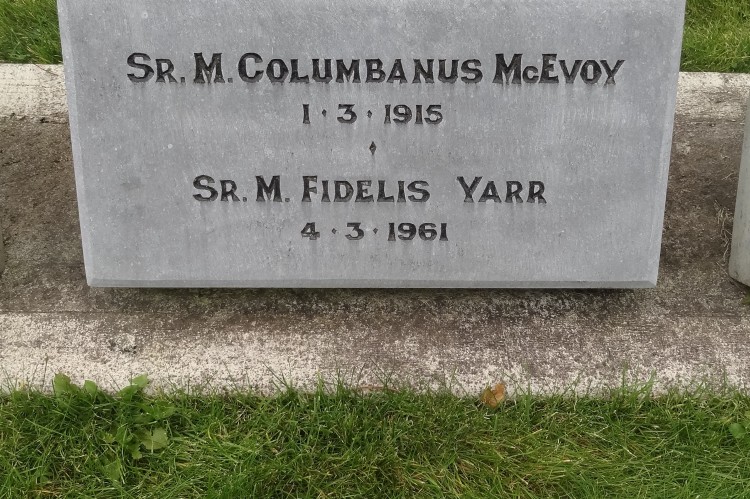 Sr. M. Columbanus McEvoy
1 · 3 · 1915
Sr. M. Fidelis Yarr
4 · 3 · 1961